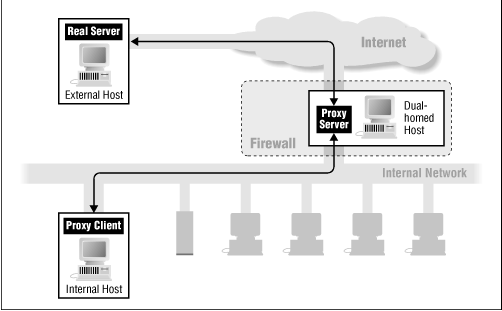 Real Server
External Host
Internet
Proxy
Server
Dual-
homed
Host
Firewall
Internal Network
Proxy Client
Internal Host